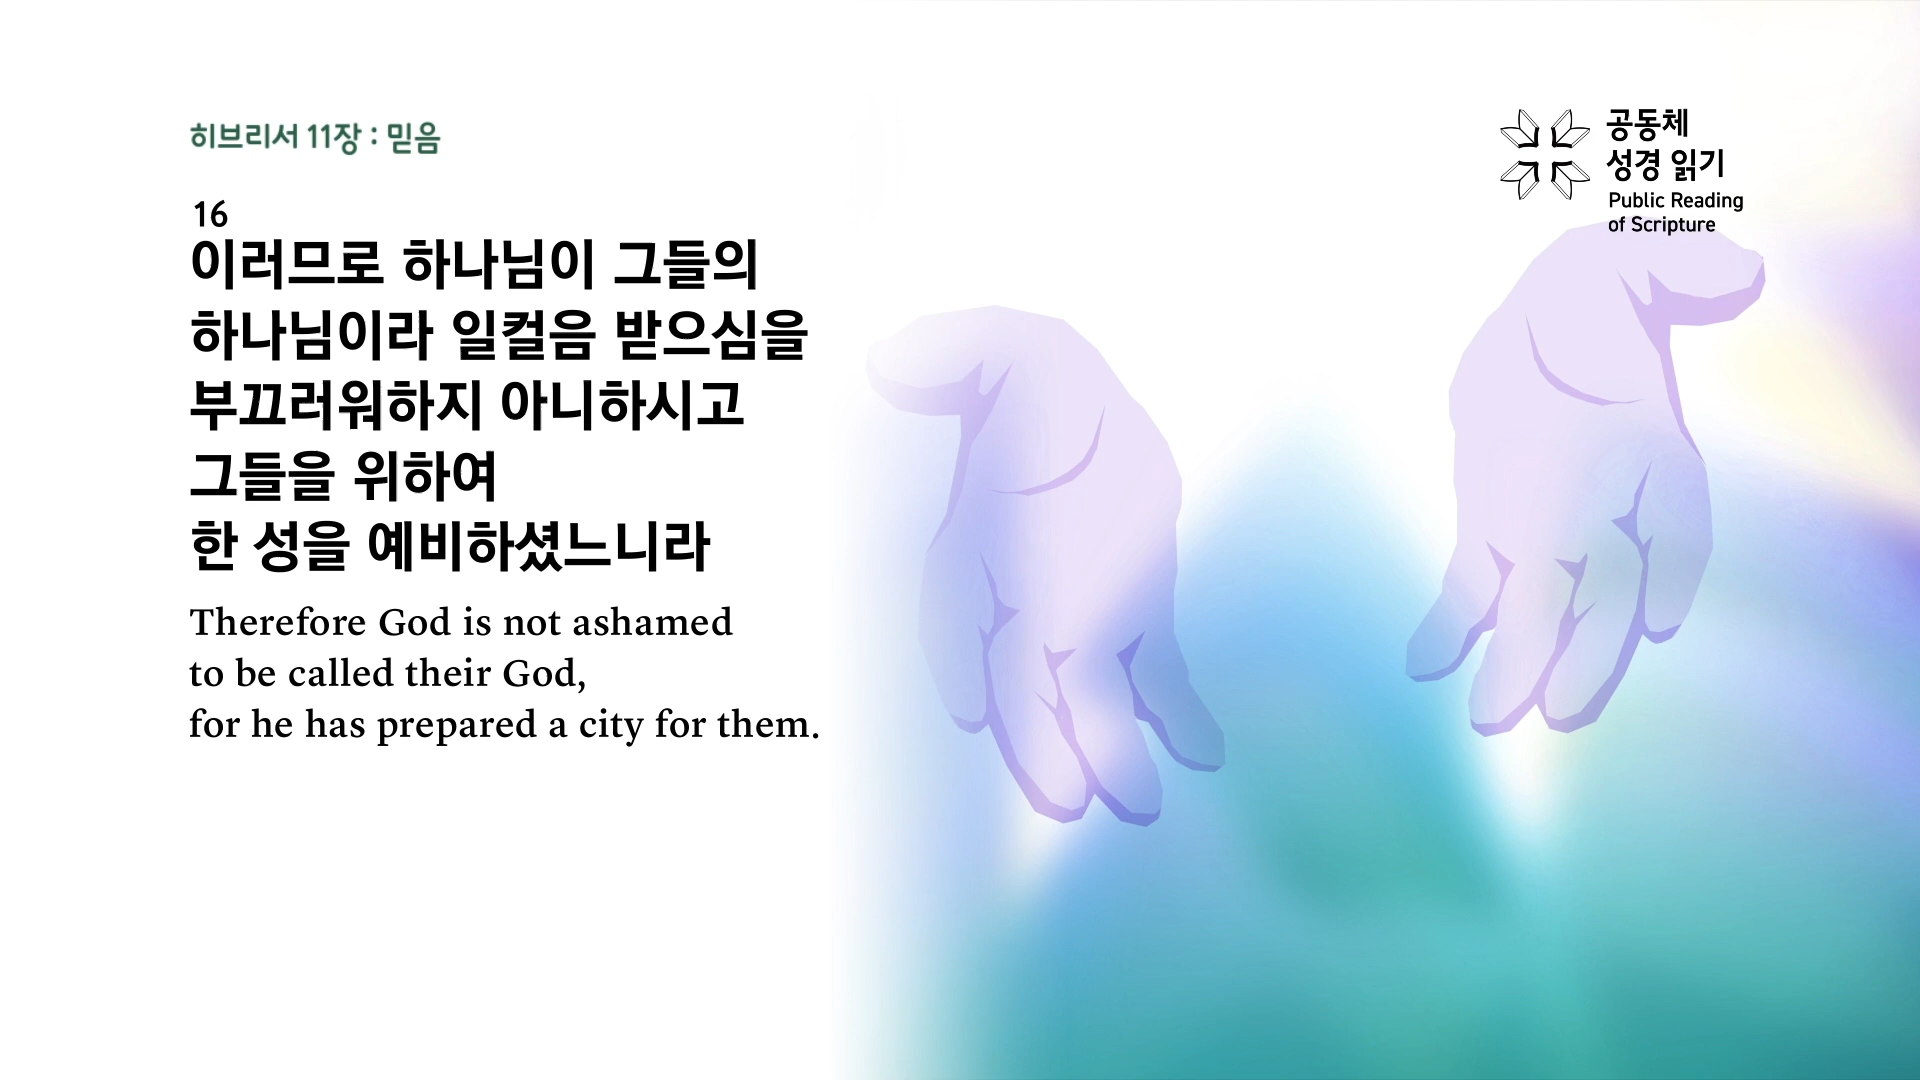 히브리서 11장 : 믿음
16
이러므로 하나님이 그들의
하나님이라 일컬음 받으심을
부끄러워하지 아니하시고
그들을 위하여
한 성을 예비하셨느니라
Therefore God is not ashamed
to be called their God,
for he has prepared a city for them.
공동체
성경 읽기
Public Reading
of Scripture